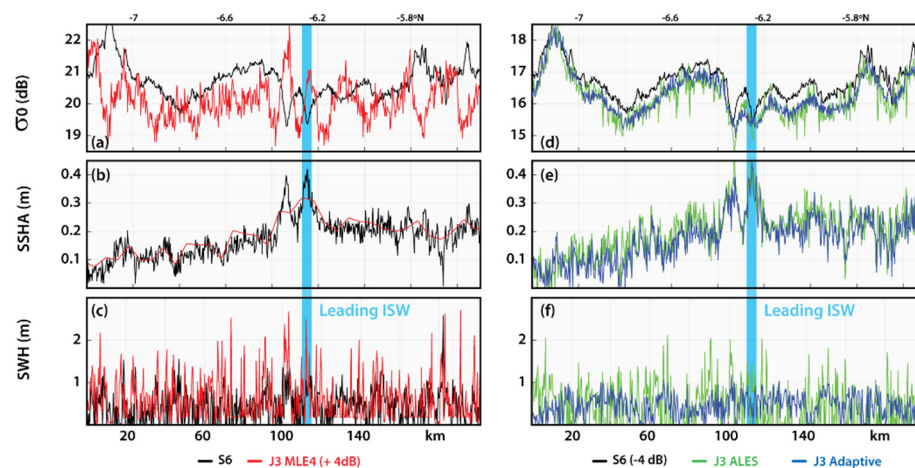 -7 -6.6 -6.2 -5.8°N -7 -6.6 -6.2 -5.8°N
22
21
20
19
σ0 (dB)
(a)
18
17
16
15
(d)
0.4
0.3
0.2
0.1
SSHA (m)
(b)
0.4
0.3
0.2
0.1
(e)
2
1
SWH (m)
(c)
Leading ISW
2
1
(f)
Leading ISW
20 60 100 140 km 20 60 100 140 km
S6 J3 MLE4 (+ 4dB) S6 (-4 dB) J3 ALES J3 Adaptive